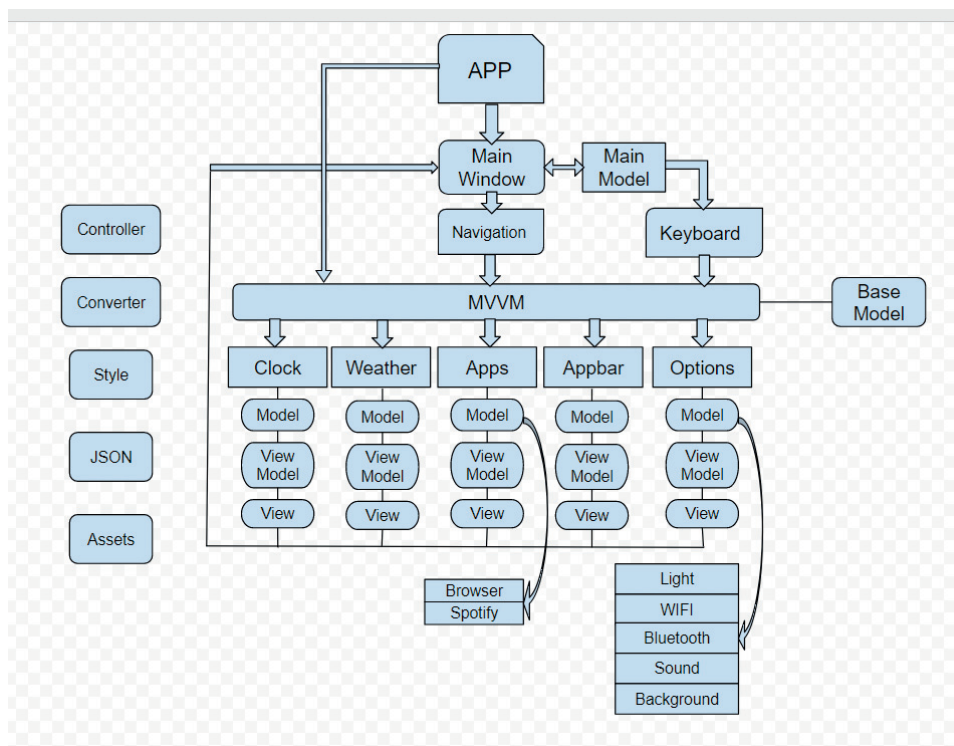 APP
Main
Window
Main
Model
Controller
Navigation
Keyboard
Converter
MVVM
Base
Model
Style
Clock
Weather
Apps
Appbar
Options
Model
Model
Model
Model
Model
JSON
View
Model
View
Model
View
Model
View
Model
View
Model
View
View
View
View
View
Assets
Browser
Spotify
Light
WIFI
Bluetooth
Sound
Background